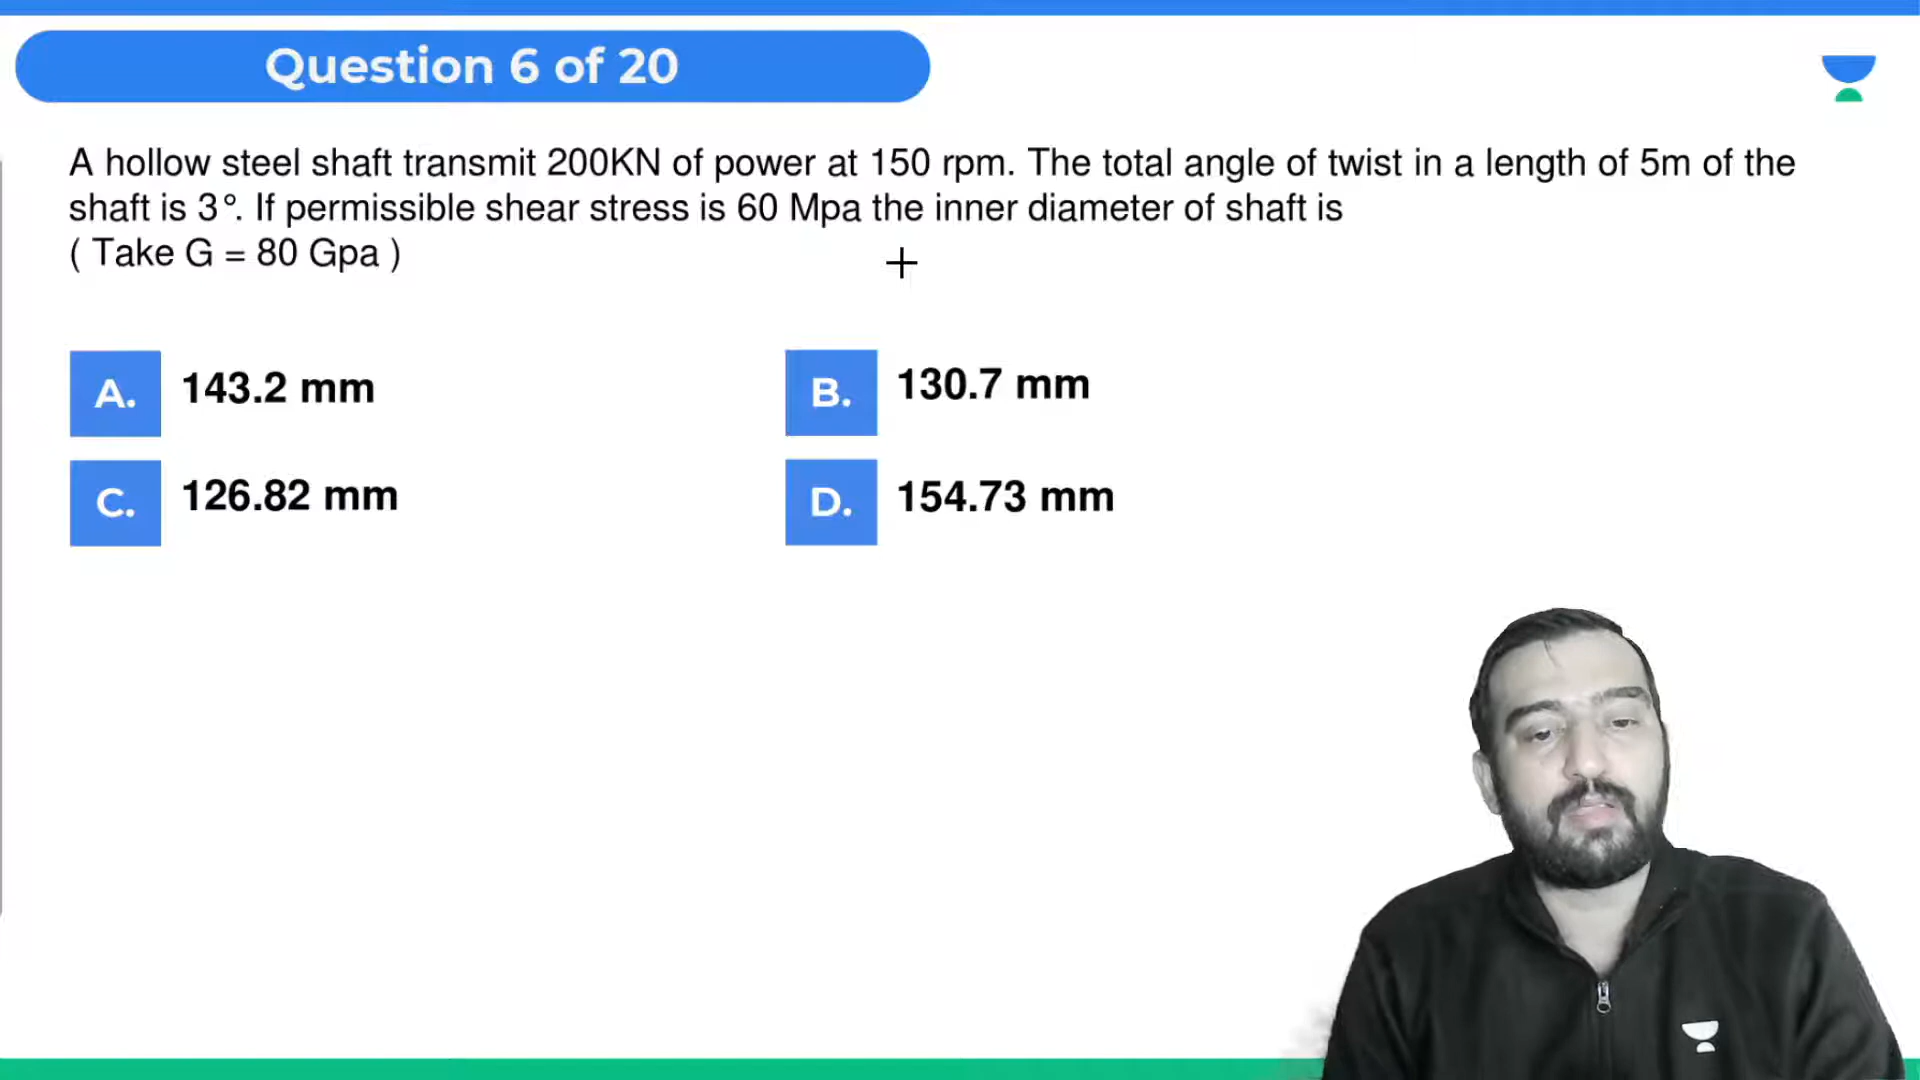 Question 6 of 20
A hollow steel shaft transmit 200KN of power at 150 rpm. The total angle of twist in a length of 5m of the
shaft is 3°. If permissible shear stress is 60 Mpa the inner diameter of shaft is
( Take G = 80 Gpa )
A. 143.2 mm
B. 130.7 mm
C. 126.82 mm
D. 154.73 mm